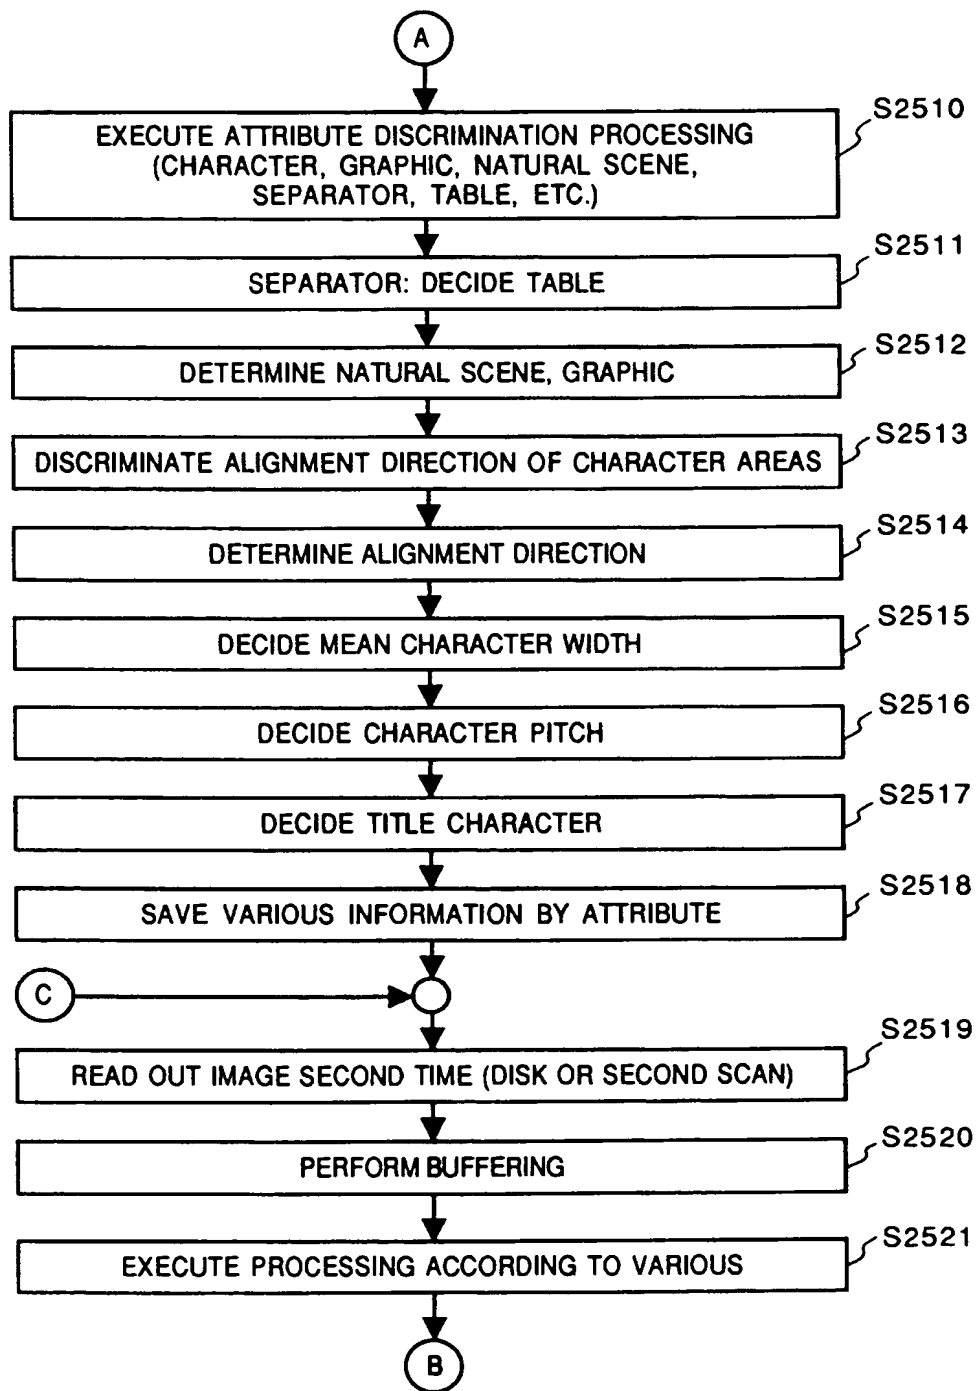 A
S2510
EXECUTE ATTRIBUTE DISCRIMINATION PROCESSING
(CHARACTER, GRAPHIC, NATURAL SCENE,
SEPARATOR, TABLE, ETC.)
S2511
SEPARATOR: DECIDE TABLE
S2512
DETERMINE NATURAL SCENE, GRAPHIC
S2513
DISCRIMINATE ALIGNMENT DIRECTION OF CHARACTER AREAS
S2514
DETERMINE ALIGNMENT DIRECTION
S2515
DECIDE MEAN CHARACTER WIDTH
S2516
DECIDE CHARACTER PITCH
S2517
DECIDE TITLE CHARACTER
S2518
SAVE VARIOUS INFORMATION BY ATTRIBUTE
C
S2519
READ OUT IMAGE SECOND TIME (DISK OR SECOND SCAN)
S2520
PERFORM BUFFERING
S2521
EXECUTE PROCESSING ACCORDING TO VARIOUS
B